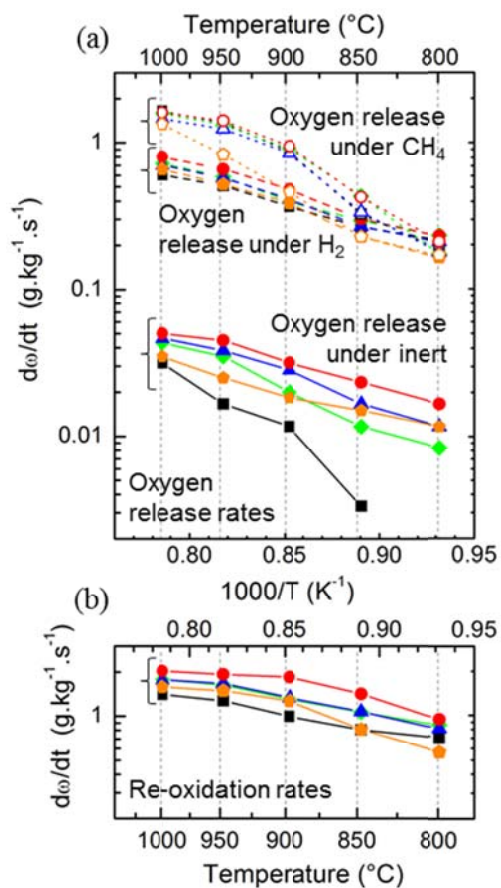 (a)
Temperature (°C)
1000 950 900 850 800
Oxygen release
under CH4
Oxygen
release under H2
Oxygen release
under inert
Oxygen
release rates
dω/dt (g.kg-1.s-1)
1
0.1
0.01
0.80 0.85 0.90 0.95
1000/T (K-1)
(b)
0.80 0.85 0.90 0.95
dω/dt (g.kg-1.s-1)
1
Re-oxidation rates
1000 950 900 850 800
Temperature (°C)